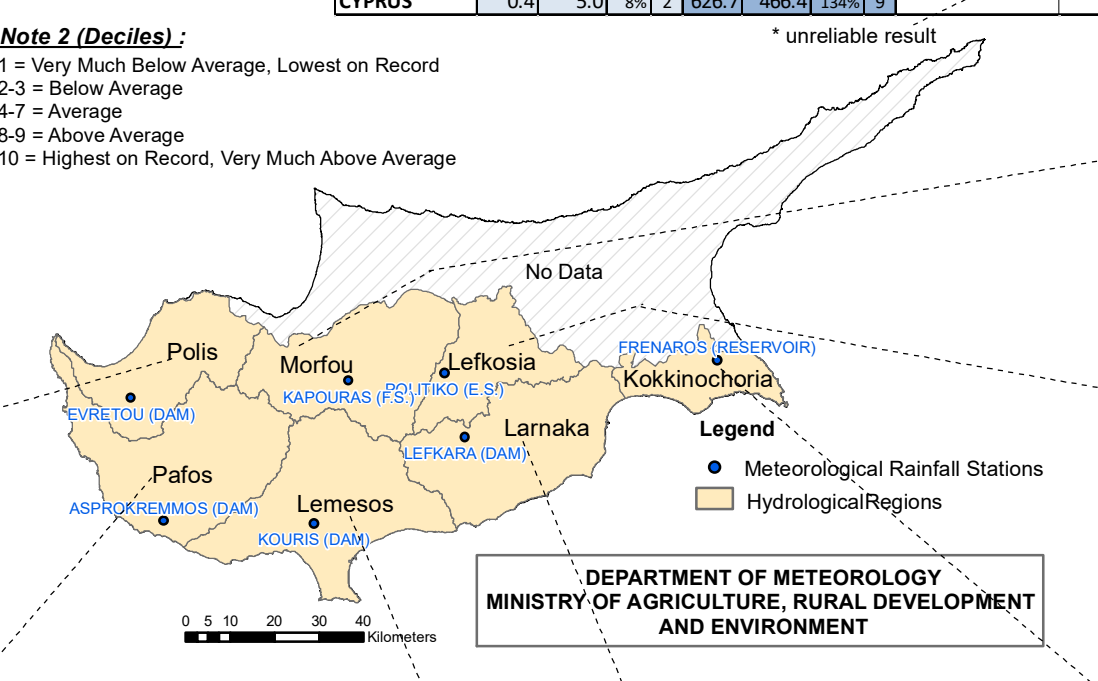 CYPRUS 0.4 5.0 8% 2 626.7 466.4 134% 9
* unreliable result
Note 2 (Deciles) :
1 = Very Much Below Average, Lowest on Record
2-3 = Below Average
4-7 = Average
8-9 = Above Average
10 = Highest on Record, Very Much Above Average
No Data
Polis
Morfou
Lefkosia
FRENAROS (RESERVOIR)
Kokkinochoria
KAPOURAS (F.S.)
POLITIKO (E.S.)
EVRETOU (DAM)
Larnaka
LEFKARA (DAM)
Pafos
ASPROKREMMOS (DAM)
Lemesos
KOURIS (DAM)
Legend
Meteorological Rainfall Stations
HydrologicalRegions
DEPARTMENT OF METEOROLOGY
MINISTRY OF AGRICULTURE, RURAL DEVELOPMENT
AND ENVIRONMENT
0 5 10 20 30 40
Kilometers